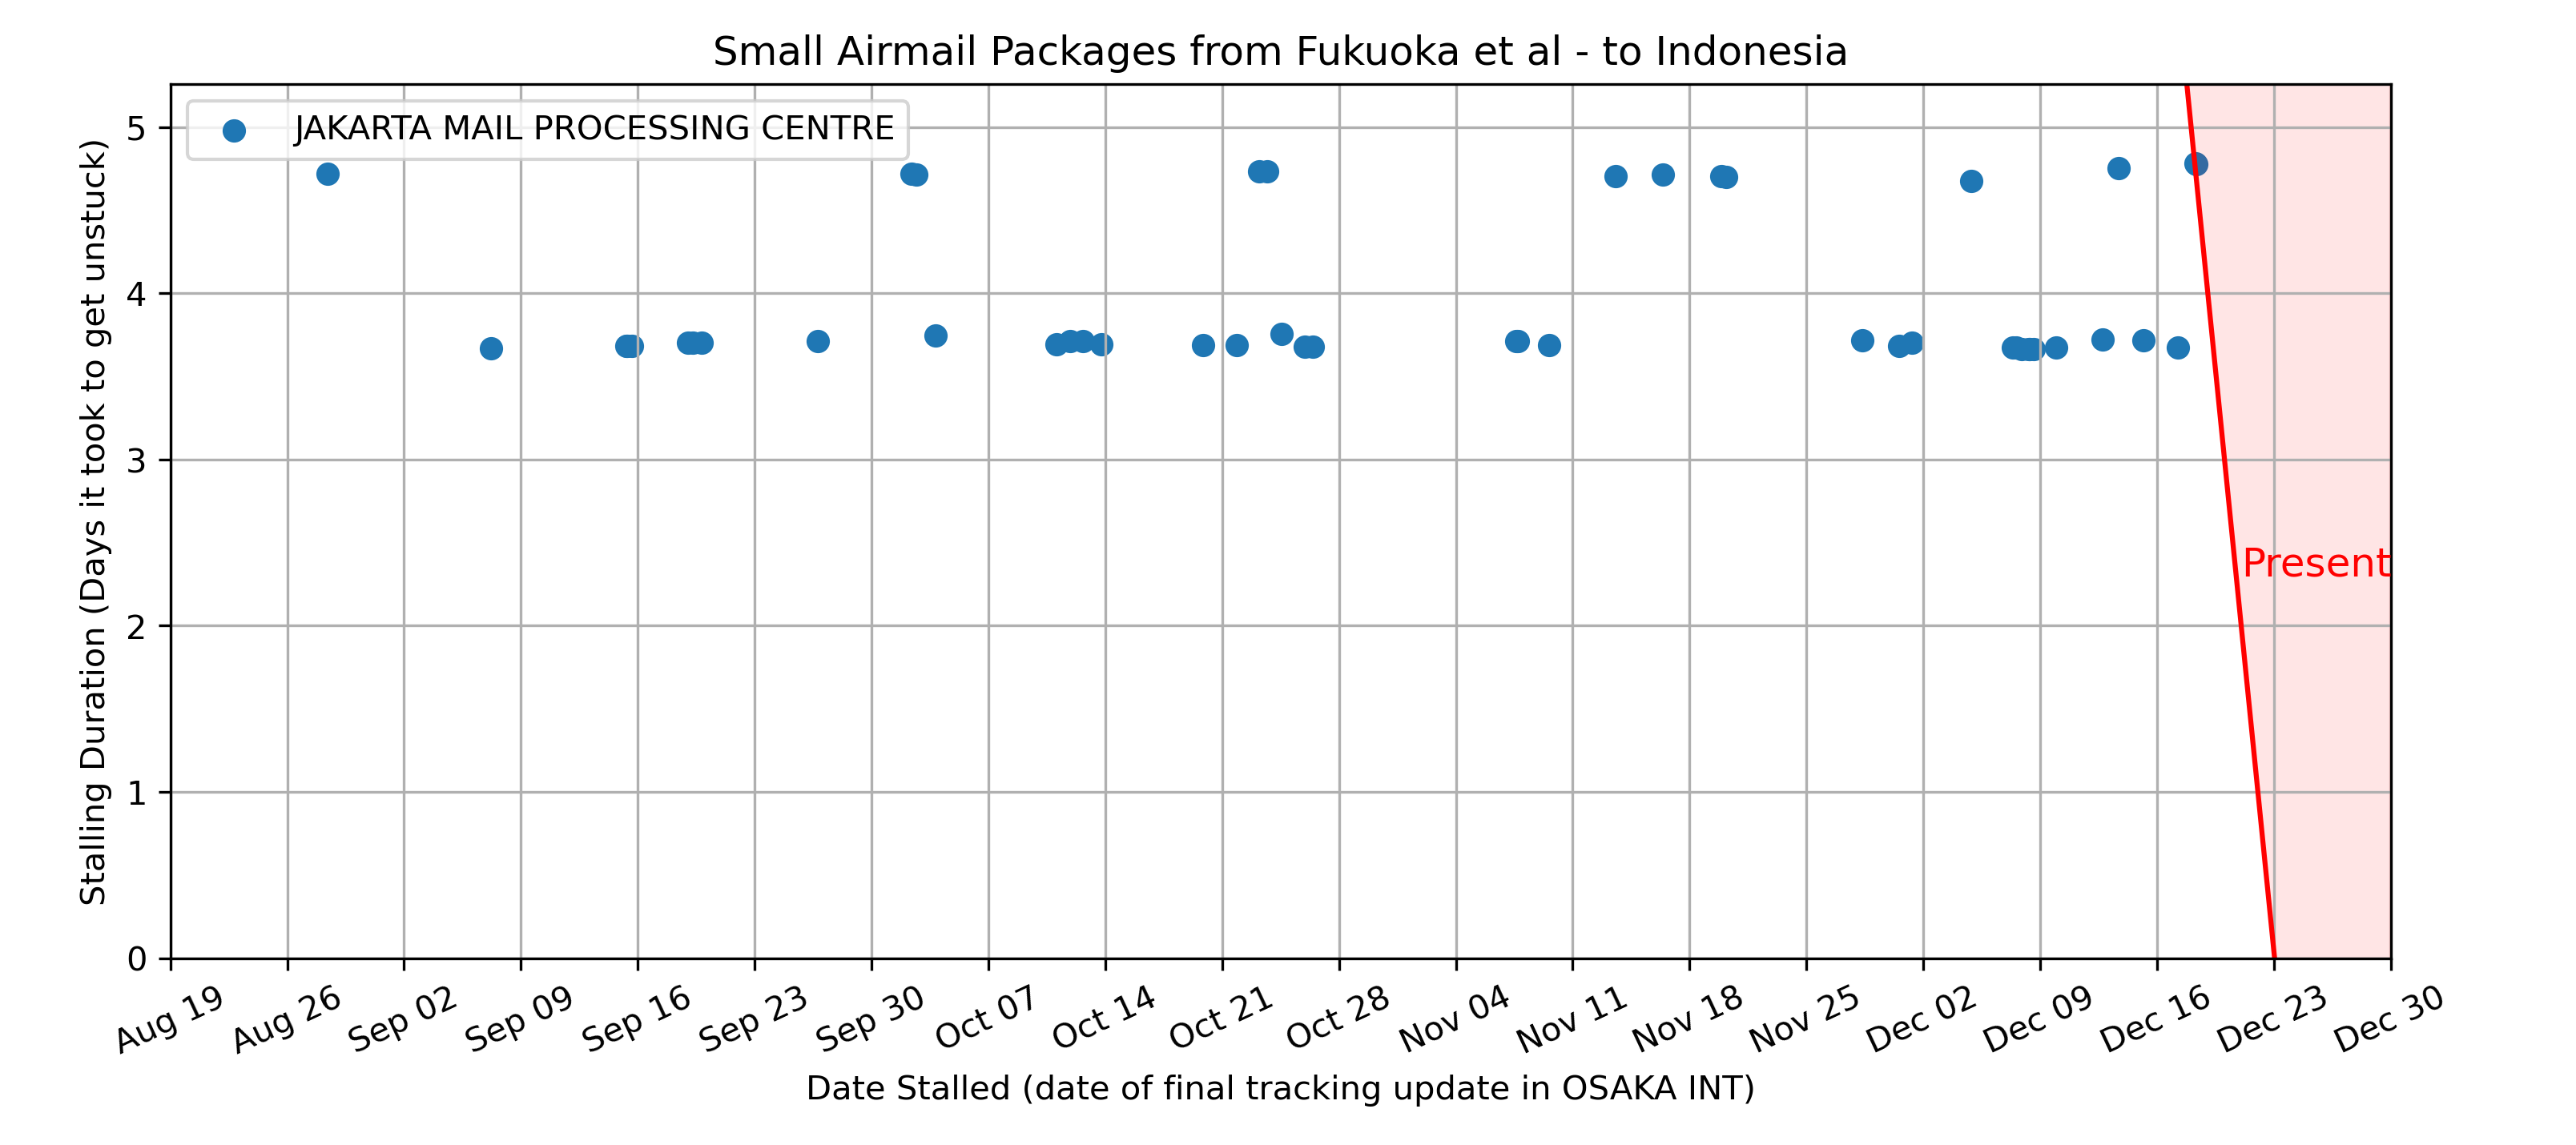 Small Airmail Packages from Fukuoka et al - to Indonesia
JAKARTA MAIL PROCESSING CENTRE
Stalling Duration (Days it took to get unstuck)
5
4
3
2
1
0
Present
Aug 19
Aug 26
Sep 02
Sep 09
Sep 16
Sep 23
Sep 30
Oct 07
Oct 14
Oct 21
Oct 28
Nov 04
Nov 11
Nov 18
Nov 25
Dec 02
Dec 09
Dec 16
Dec 23
Dec 30
Date Stalled (date of final tracking update in OSAKA INT)